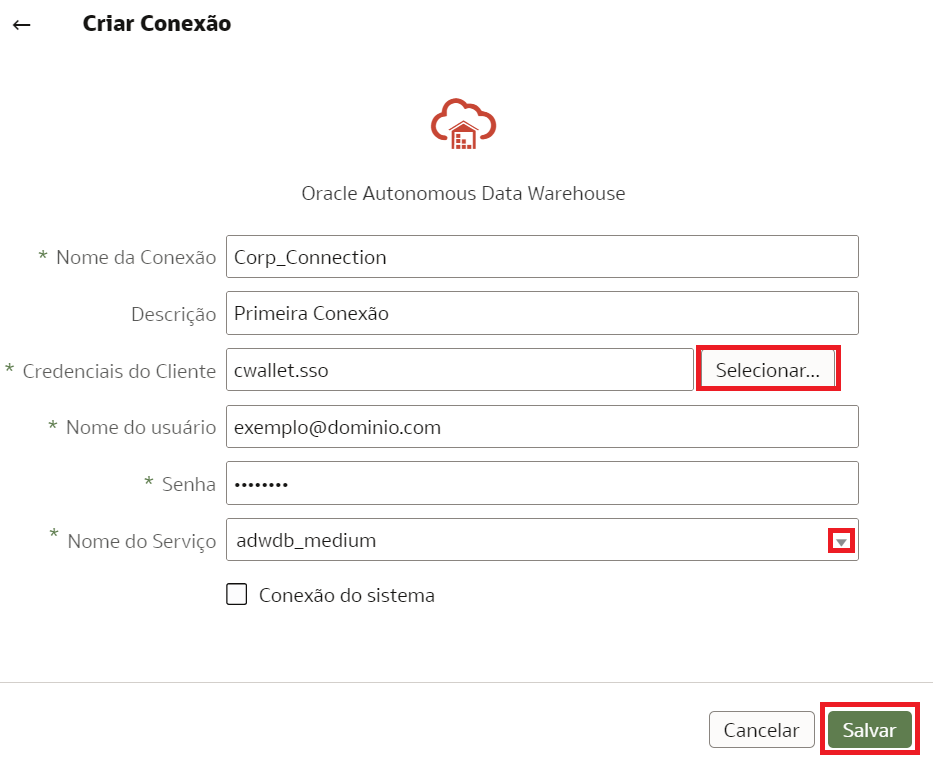 ← Criar Conexão
Oracle Autonomous Data Warehouse
* Nome da Conexão Corp_Connection
Descrição Primeira Conexão
* Credenciais do Cliente cwallet.sso Selecionar...
* Nome do usuário exemplo@dominio.com
* Senha ••••••••
* Nome do Serviço adwdb_medium
Conexão do sistema
Cancelar Salvar